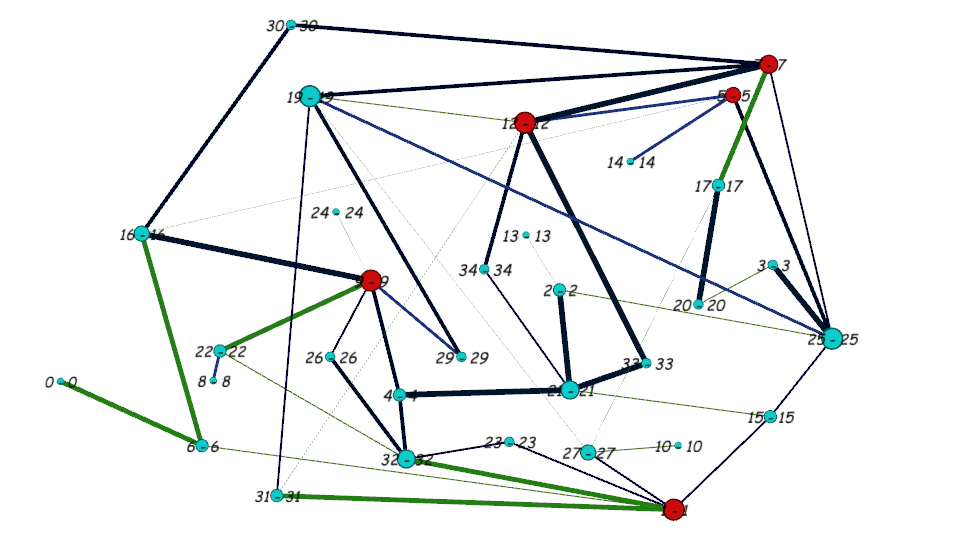 30 - 30
7 - 7
19 - 19
5 - 5
12 - 12
14 - 14
17 - 17
24 - 24
16 - 16
13 - 13
34 - 34
3 - 3
9 - 9
2 - 2
20 - 20
25 - 25
22 - 22
26 - 26
29 - 29
33 - 33
8 - 8
0 - 0
4 - 4
21 - 21
15 - 15
6 - 6
23 - 23
10 - 10
27 - 27
32 - 32
31 - 31
1 - 1